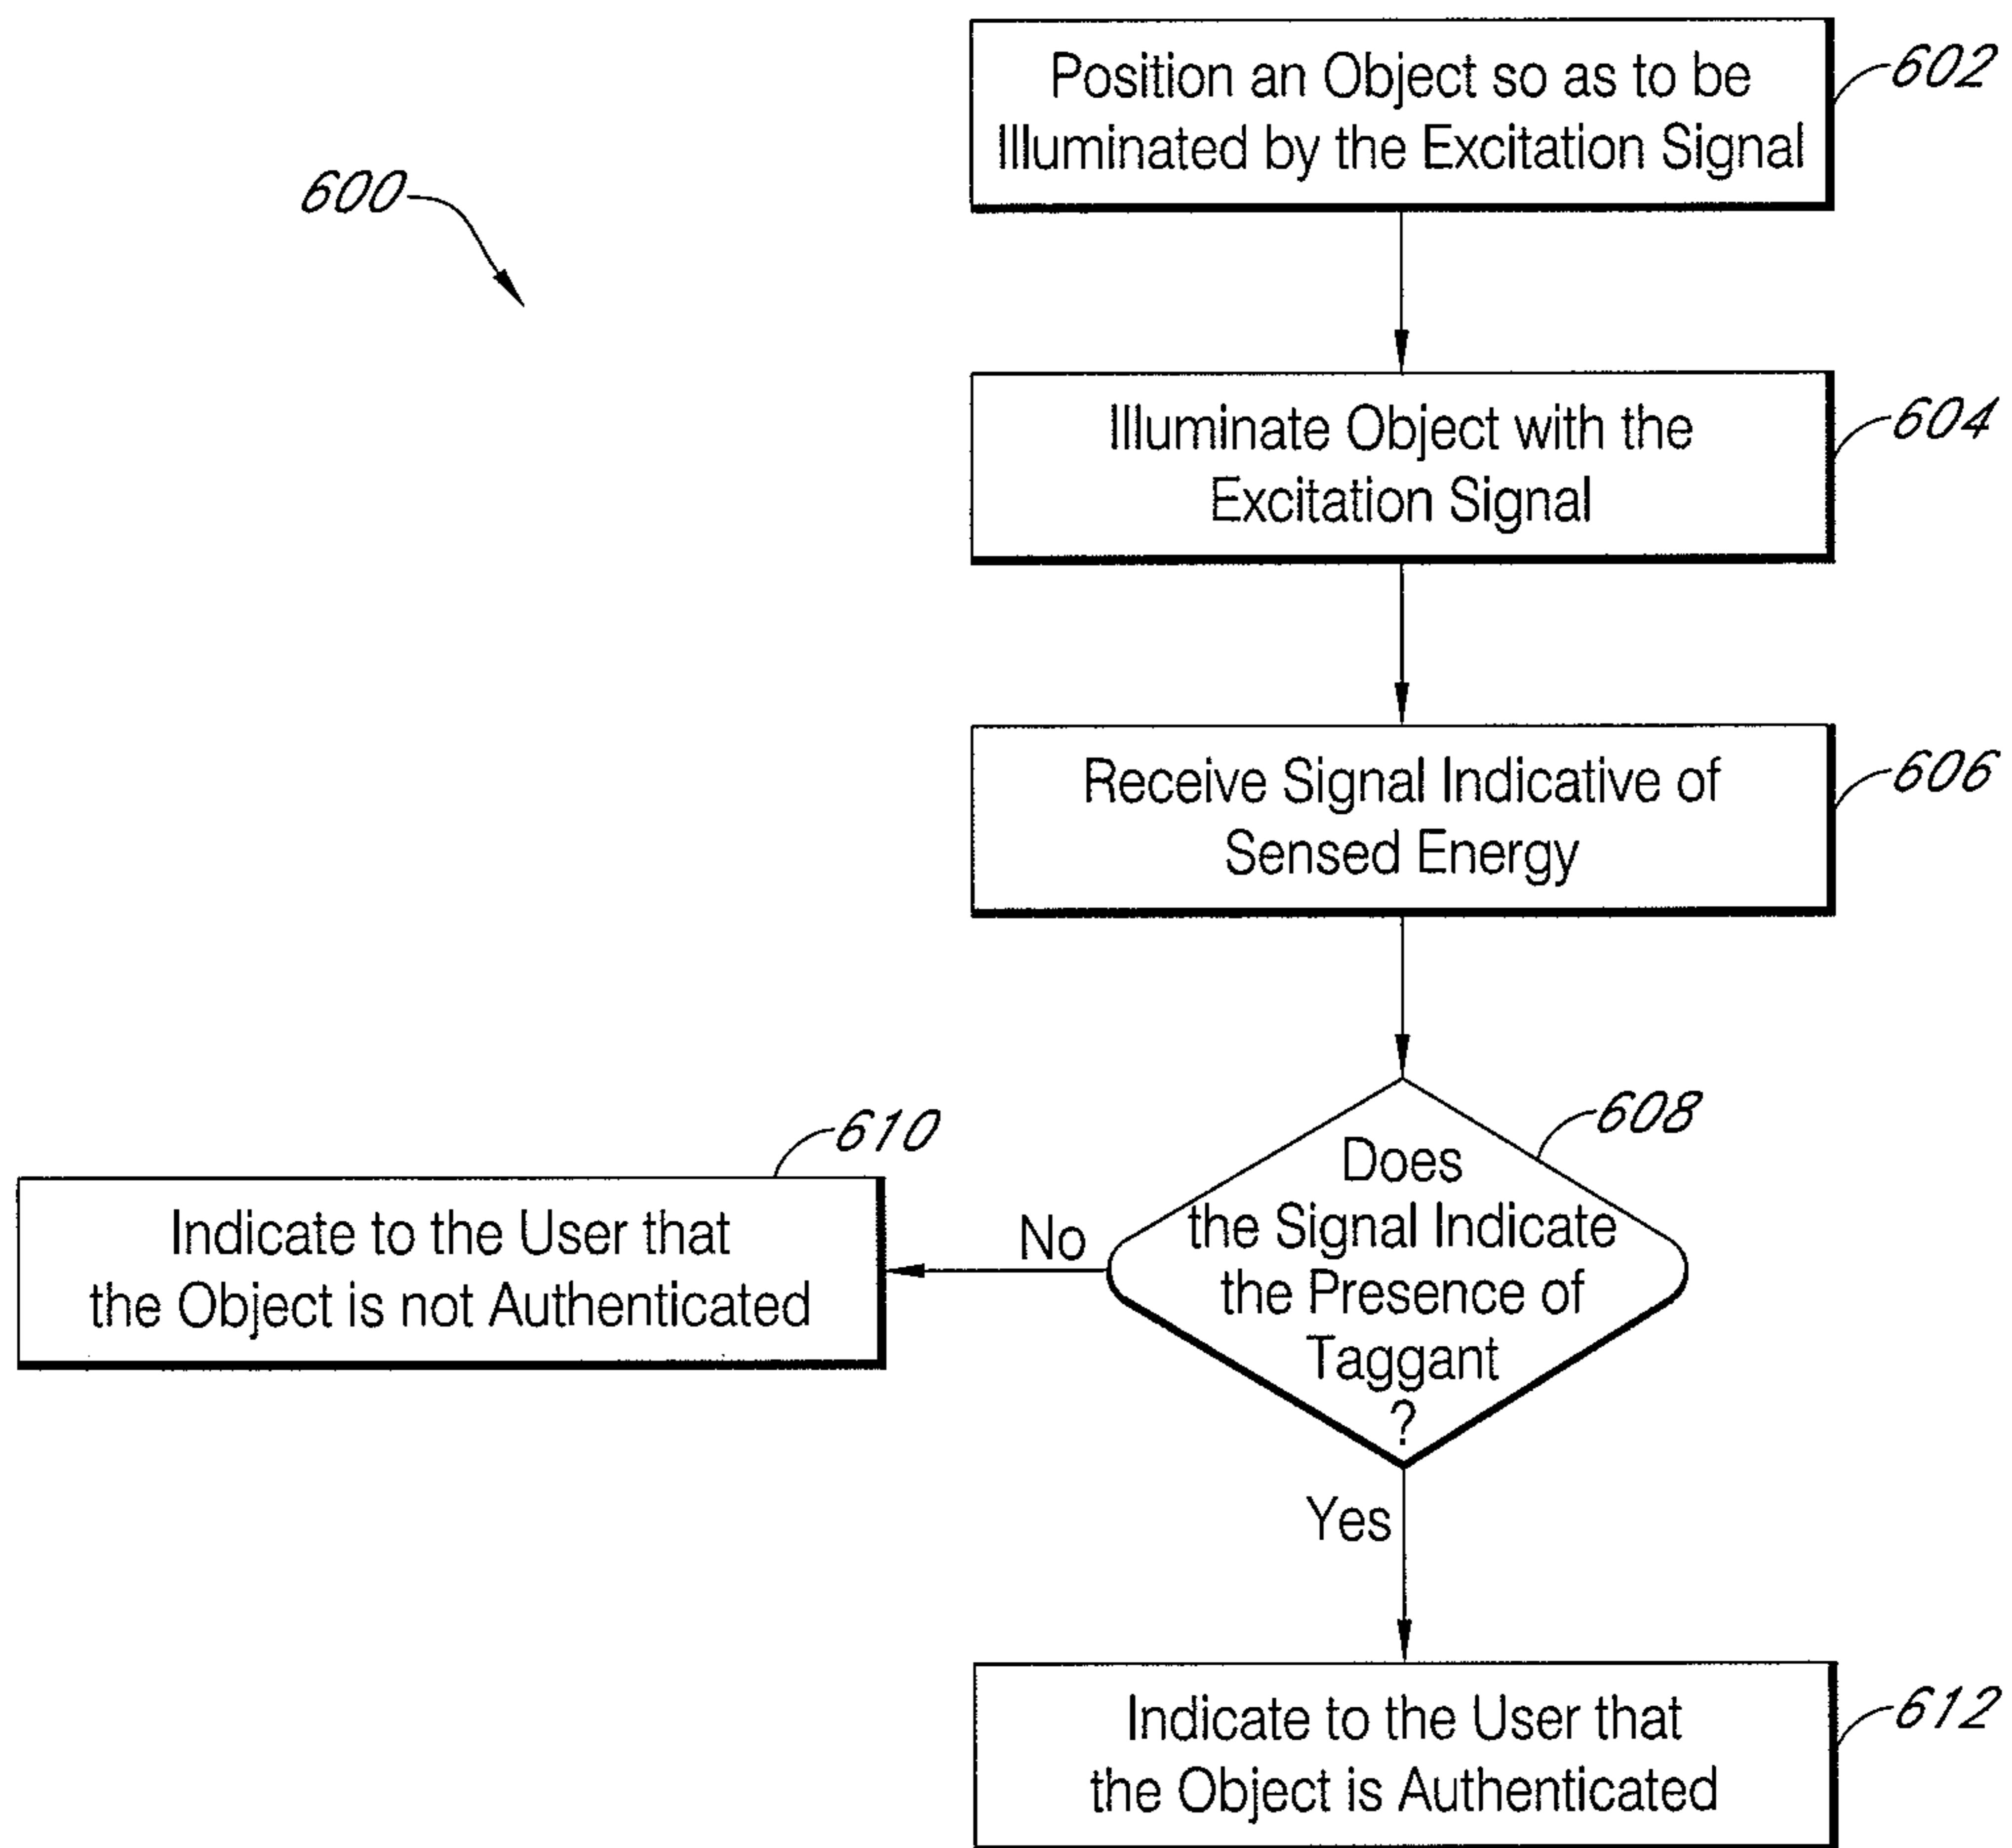 Position an Object so as to be
Illuminated by the Excitation Signal
602
600
Illuminate Object with the
Excitation Signal
604
Receive Signal Indicative of
Sensed Energy
606
Does
the Signal Indicate
the Presence of
Taggant
?
608
No
610
Indicate to the User that
the Object is not Authenticated
Yes
Indicate to the User that
the Object is Authenticated
612